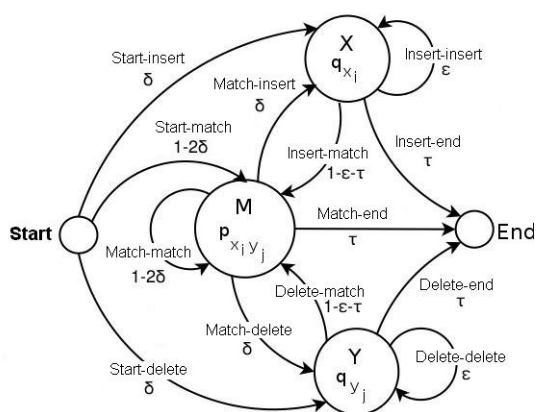 X
q x i
Insert-insert
ε
Start-insert
δ
Match-insert
δ
Start-match
1-2δ
Insert-match
1-ε-τ
Insert-end
τ
M
p x i y j
Match-end
τ
Start
End
Match-match
1-2δ
Delete-match
1-ε-τ
Delete-end
τ
Match-delete
δ
Start-delete
δ
Y
q y j
Delete-delete
ε